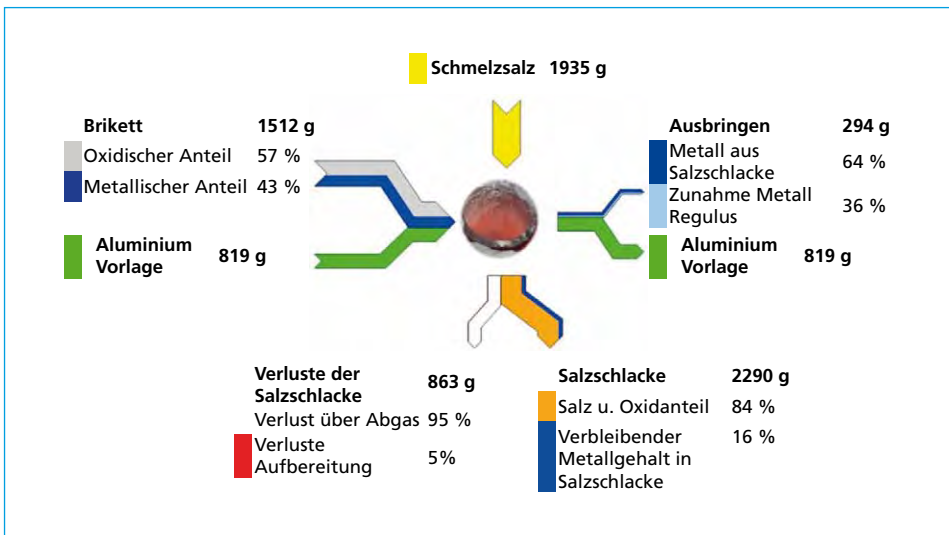 Schmelzsalz 1935 g
Brikett 1512 g
Oxidischer Anteil 57 %
Metallischer Anteil 43 %
Aluminium
Vorlage 819 g
Ausbringen 294 g
Metall aus
Salzschlacke 64 %
Zunahme Metall
Regulus 36 %
Aluminium
Vorlage 819 g
Verluste der
Salzschlacke 863 g
Verlust über Abgas 95 %
Verluste
Aufbereitung 5%
Salzschlacke 2290 g
Salz u. Oxidanteil 84 %
Verbleibender 16 %
Metallgehalt in
Salzschlacke